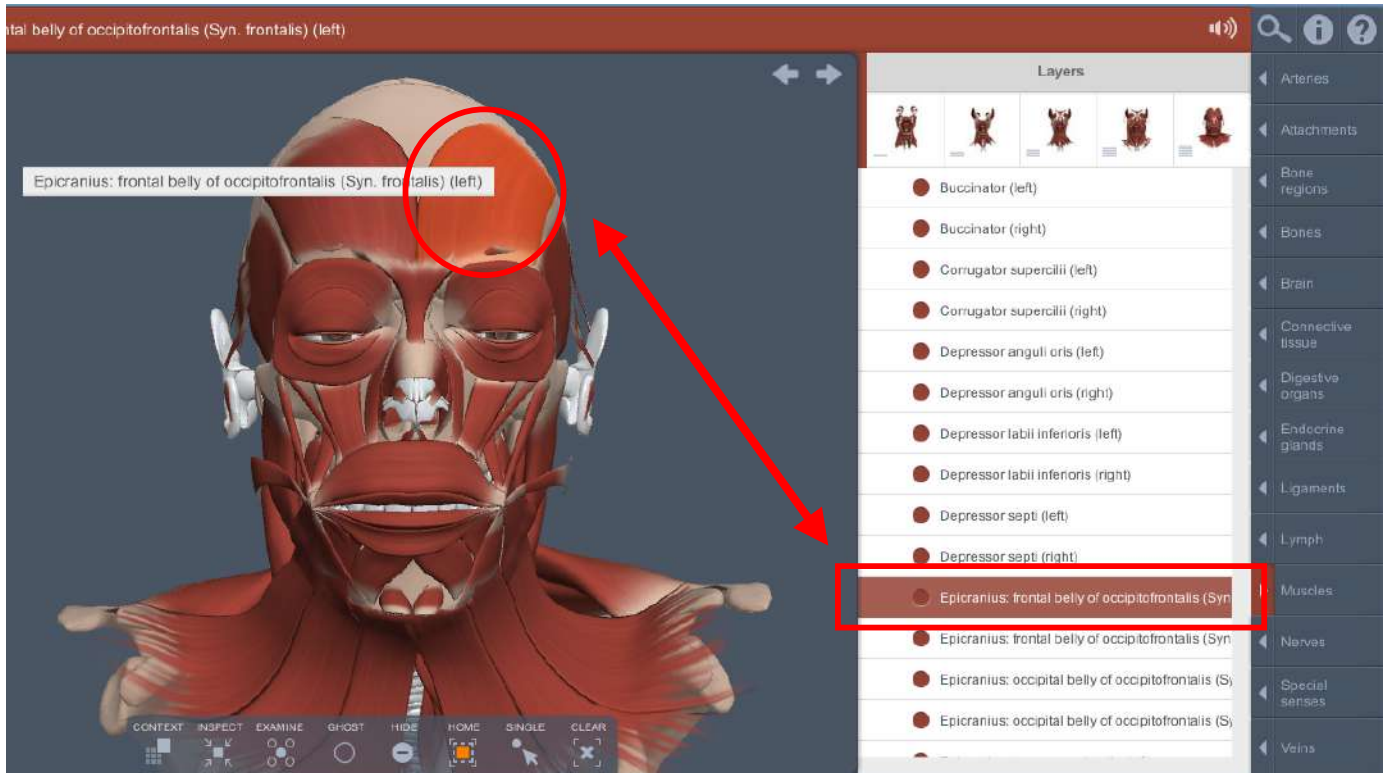 ntal belly of occipitofrontalis (Syn. frontalis) (left)
Epicranius: frontal belly of occipitofrontalis (Syn. frontalis) (left)
CONTEXT
INSPECT
EXAMINE
GHOST
HIDE
HOME
SINGLE
CLEAR
Layers
Buccinator (left)
Buccinator (right)
Corrugator supercilii (left)
Corrugator supercilii (right)
Depressor anguli oris (left)
Depressor anguli oris (right)
Depressor labii inferioris (left)
Depressor labii inferioris (right)
Depressor septi (left)
Depressor septi (right)
Epicranius: frontal belly of occipitofrontalis (Syn
Epicranius: frontal belly of occipitofrontalis (Syn
Epicranius: occipital belly of occipitofrontalis (Sy
Epicranius: occipital belly of occipitofrontalis (Sy
Arteries
Attachments
Bone
regions
Bones
Brain
Connective
tissue
Digestive
organs
Endocrine
glands
Ligaments
Lymph
Muscles
Nerves
Special
senses
Veins